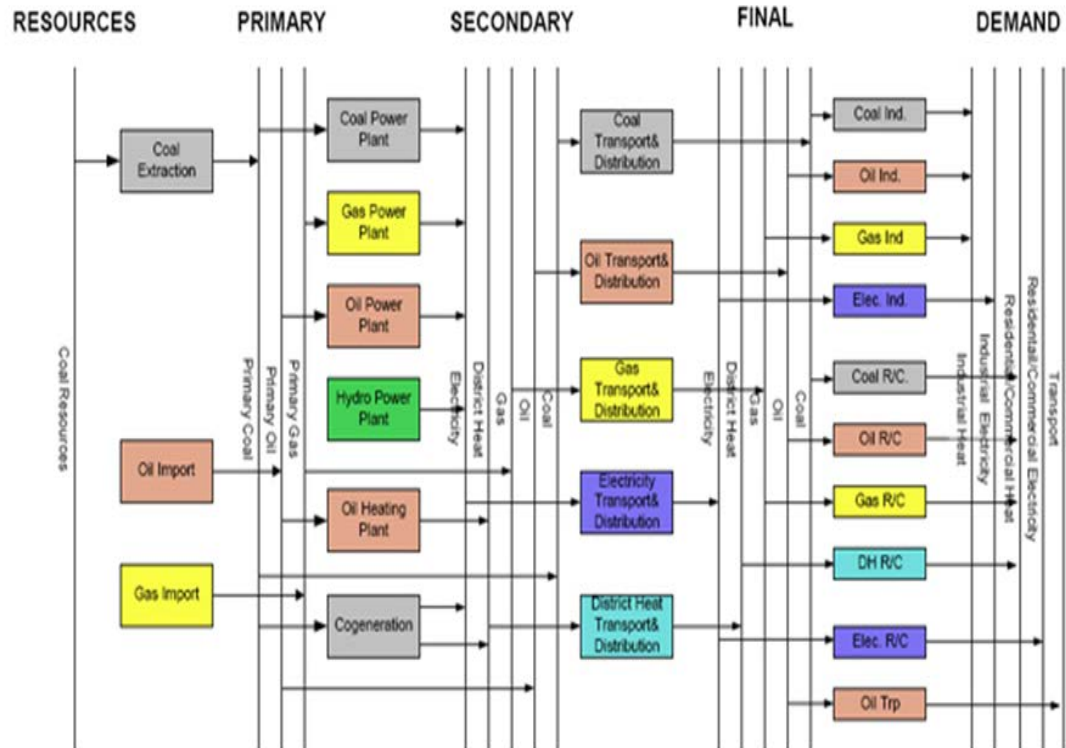 RESOURCES
PRIMARY
SECONDARY
FINAL
DEMAND
Coal Resources
Coal
Extraction
Oil Import
Gas Import
Primary Coal
Primary Oil
Primary Gas
Coal Power
Plant
Gas Power
Plant
Oil Power
Plant
Hydro Power
Plant
Oil Heating
Plant
Cogeneration
Electricity
District Heat
Gas
Oil
Coal
Coal
Transport&
Distribution
Oil Transport&
Distribution
Gas
Transport&
Distribution
Electricity
Transport&
Distribution
District Heat
Transport&
Distribution
Electricity
District Heat
Gas
Oil
Coal
Coal Ind.
Oil Ind.
Gas Ind
Elec. Ind.
Coal R/C.
Oil R/C
Gas R/C
DH R/C
Elec. R/C
Oil Trp
Industrial Heat
Industrial Electricity
Residential/Commercial Heat
Residentail/Commercial Electricity
Transport